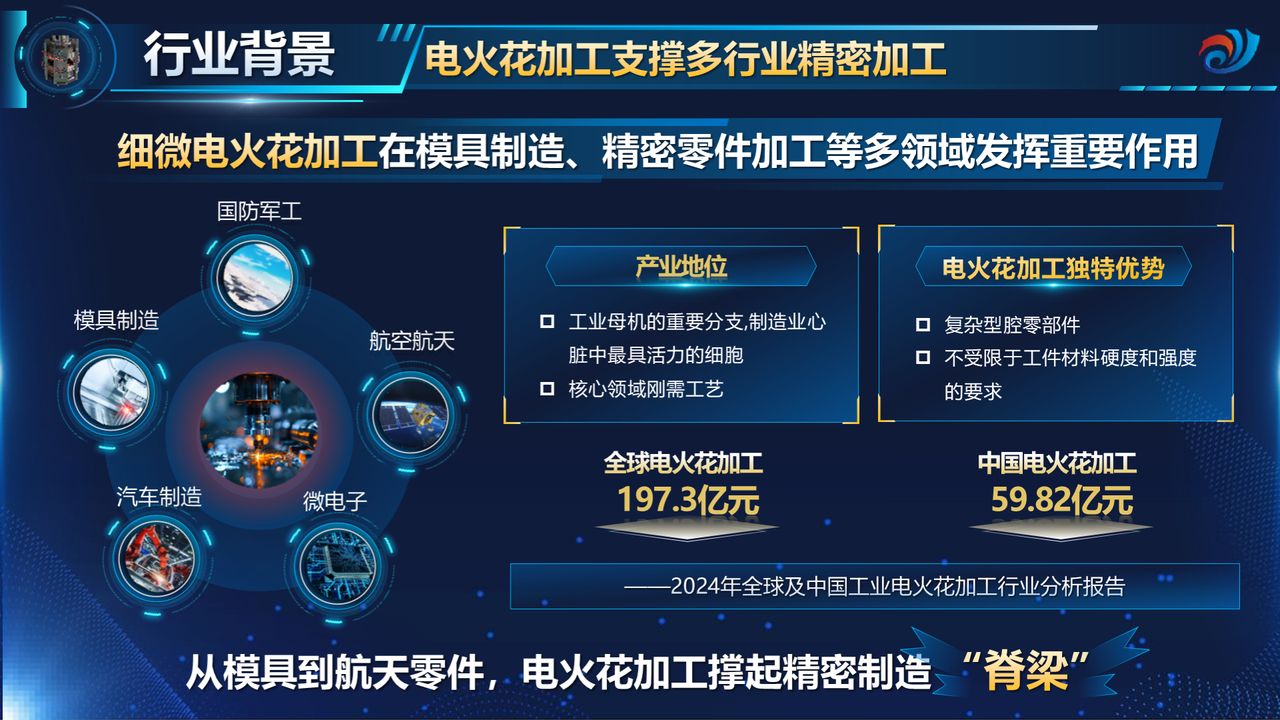 行业背景
电火花加工支撑多行业精密加工
细微电火花加工在模具制造、精密零件加工等多领域发挥重要作用
国防军工
模具制造
航空航天
汽车制造
微电子
产业地位
工业母机的重要分支,制造业心
脏中最具活力的细胞
核心领域刚需工艺
电火花加工独特优势
复杂型腔零部件
不受限于工件材料硬度和强度
的要求
全球电火花加工
197.3亿元
中国电火花加工
59.82亿元
——2024年全球及中国工业电火花加工行业分析报告
从模具到航天零件，电火花加工撑起精密制造 “脊梁”